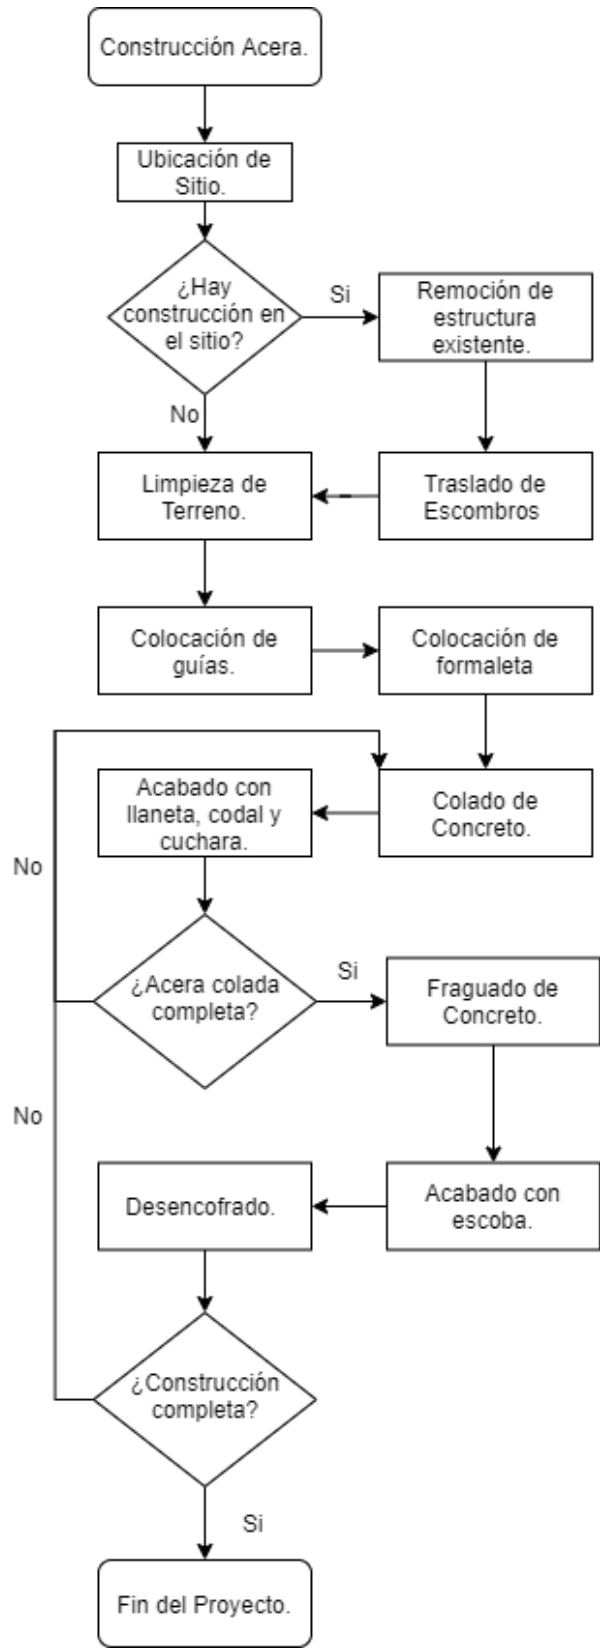 Construcción Acera.
Ubicación de
Sitio.
¿Hay
construcción en
el sitio?
Si
Remoción de
estructura
existente.
No
Limpieza de
Terreno.
Traslado de
Escombros
Colocación de
guías.
Colocación de
formaleta
Acabado con
llaneta, codal y
cuchara.
Colado de
Concreto.
No
¿Acera colada
completa?
Si
Fraguado de
Concreto.
No
Desencofrado.
Acabado con
escoba.
¿Construcción
completa?
Si
Fin del Proyecto.